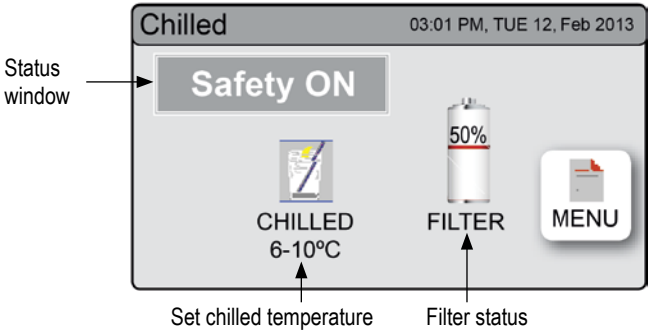 Chilled
03:01 PM, TUE 12, Feb 2013
Status
window
Safety ON
50%
CHILLED
6-10ºC
FILTER
MENU
Set chilled temperature
Filter status